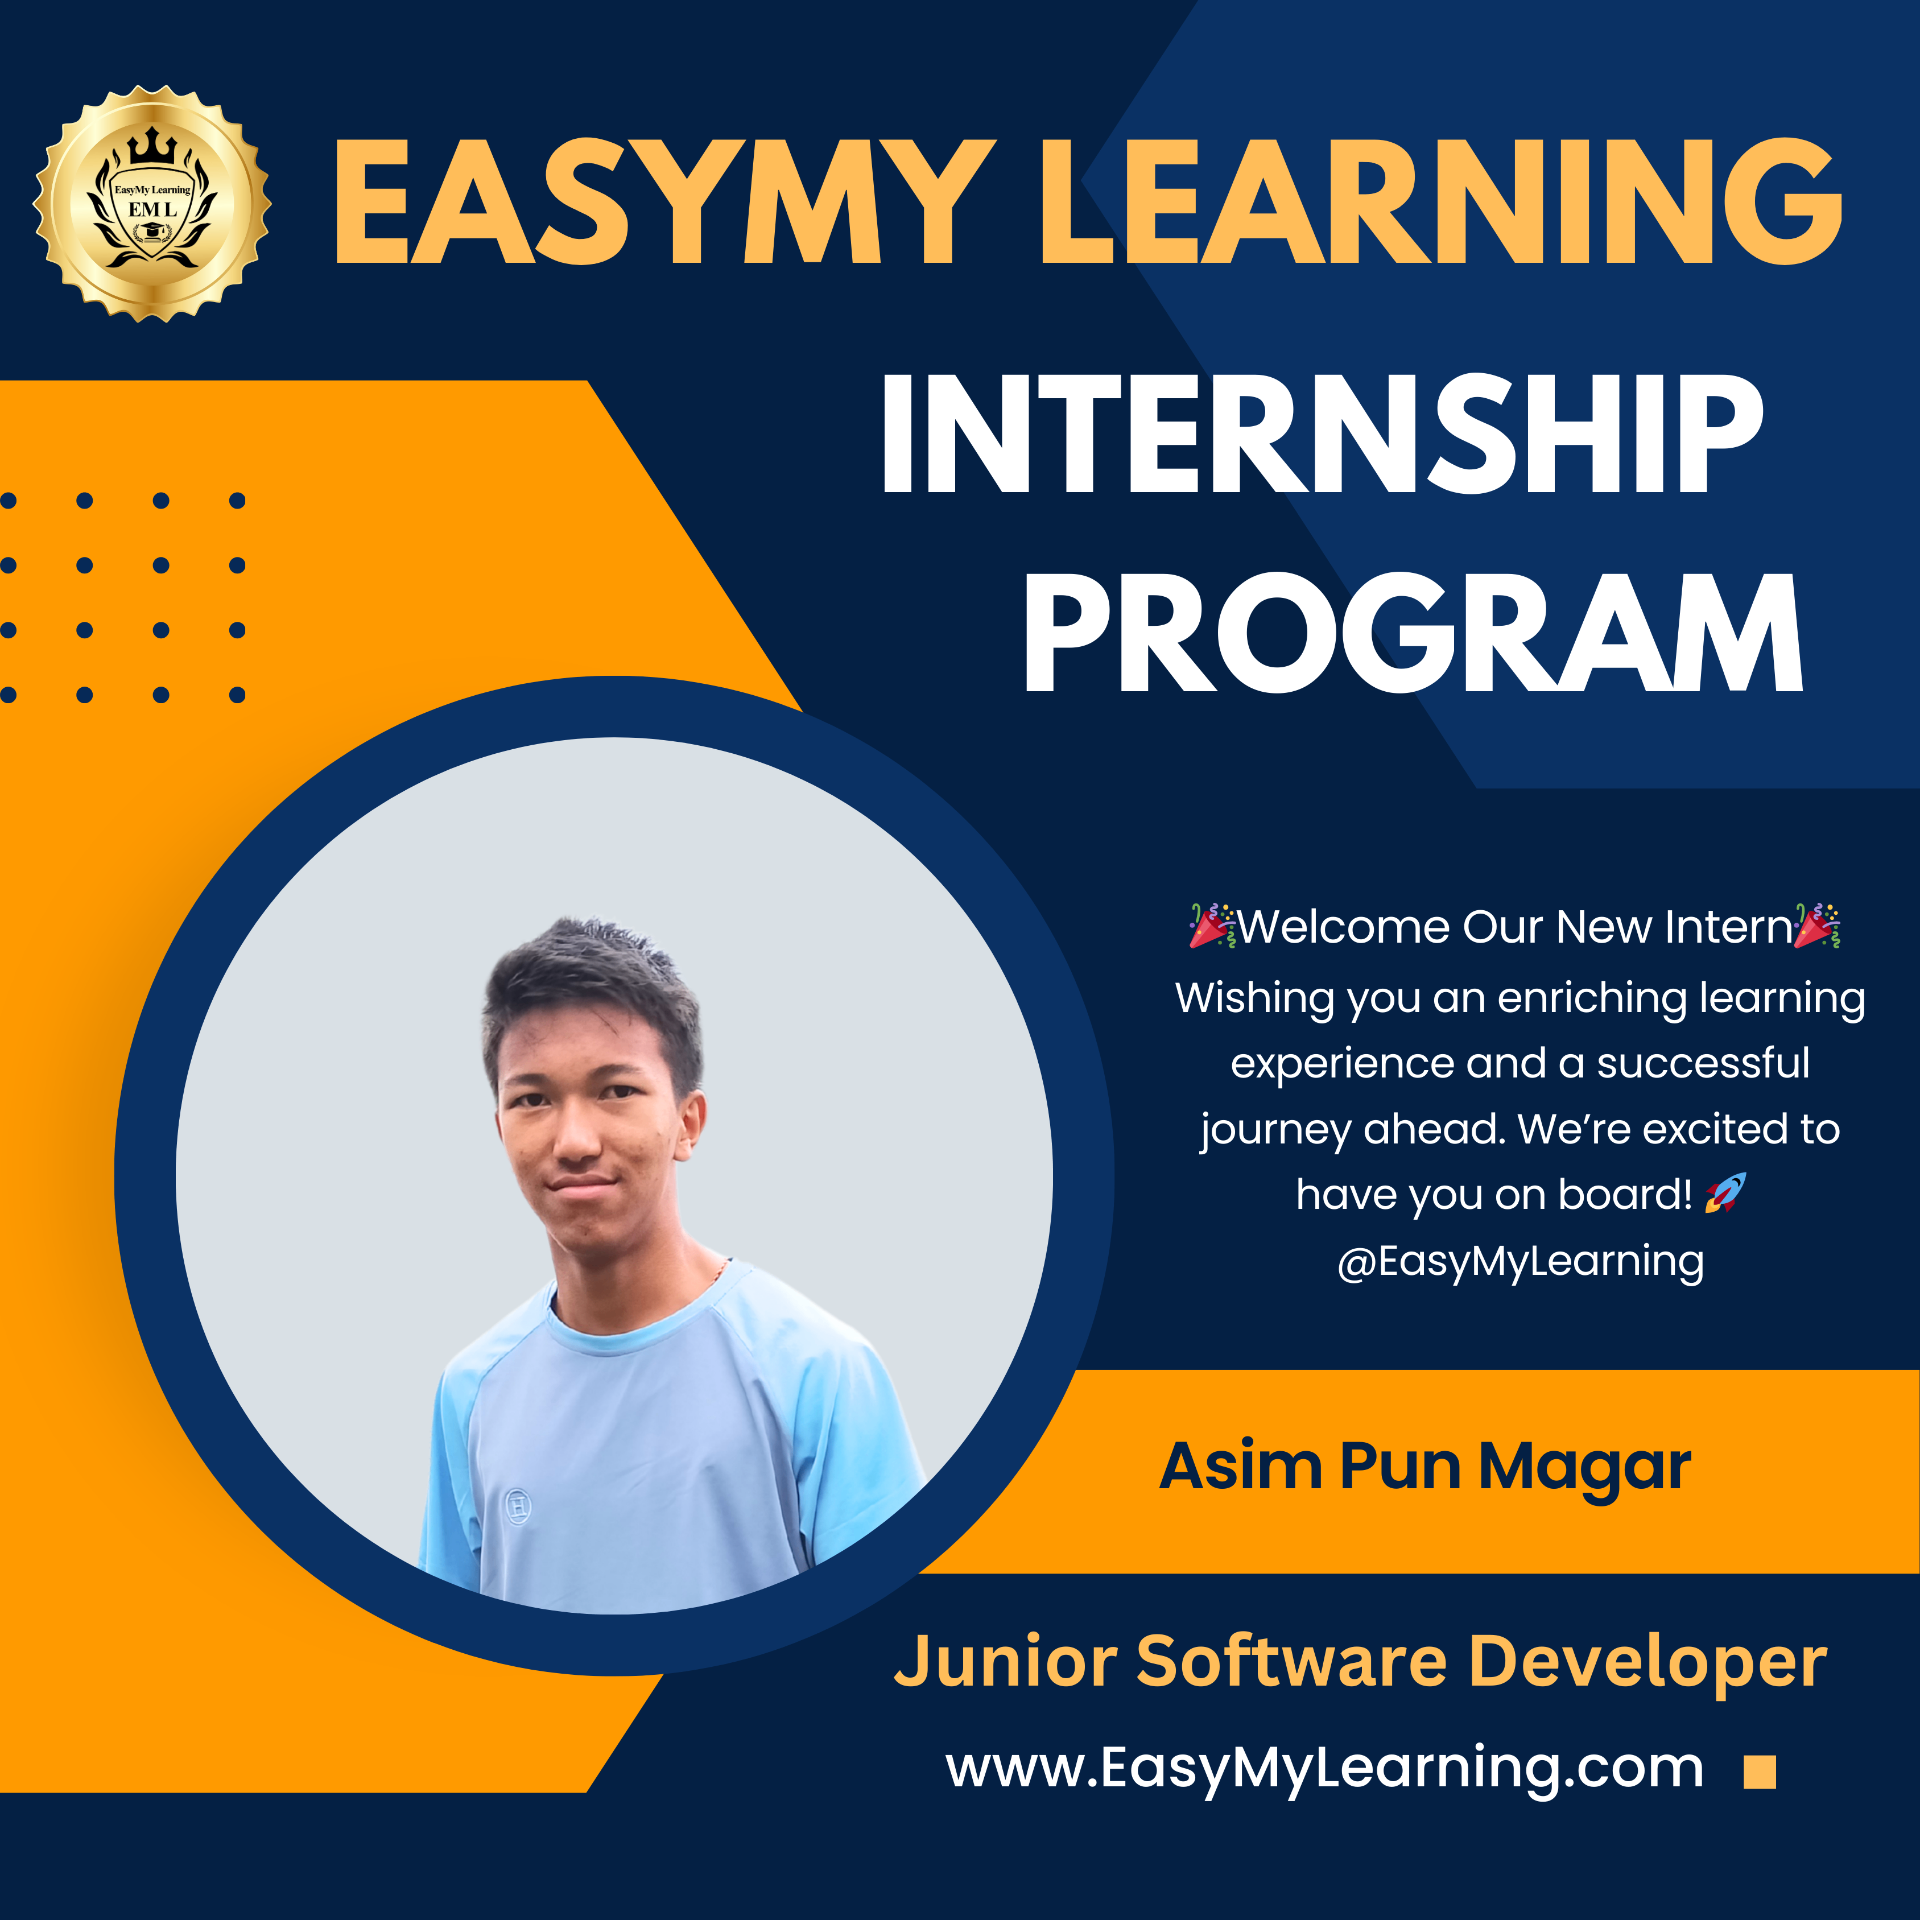 EasyMy Learning
EML
EASYMY LEARNING
INTERNSHIP
PROGRAM
🎉Welcome Our New Intern🎉
Wishing you an enriching learning
experience and a successful
journey ahead. We’re excited to
have you on board! 🚀
@EasyMyLearning
H
Asim Pun Magar
Junior Software Developer
www.EasyMyLearning.com